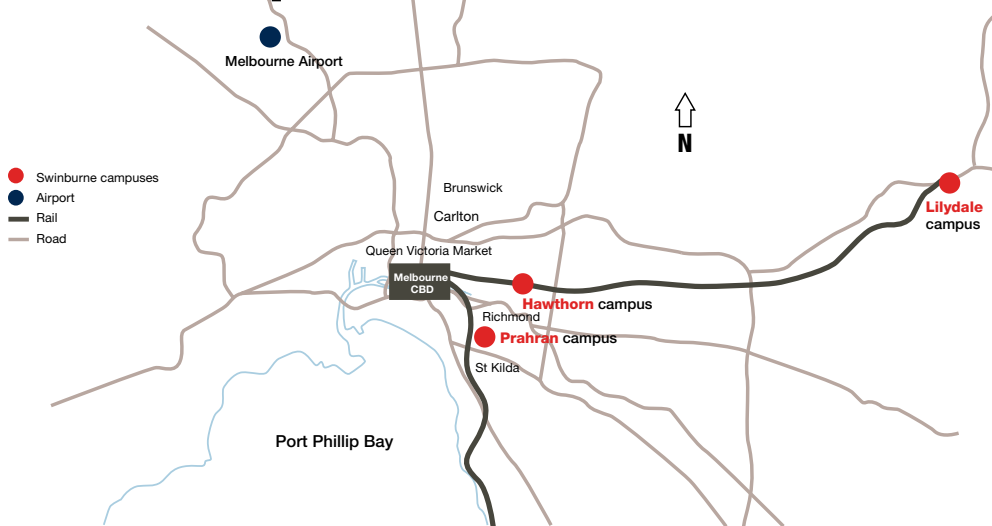 Melbourne Airport
N
Swinburne campuses
Airport
Rail
Road
Brunswick
Carlton
Queen Victoria Market
Melbourne
CBD
Lilydale
campus
Hawthorn campus
Richmond
Prahran campus
St Kilda
Port Phillip Bay